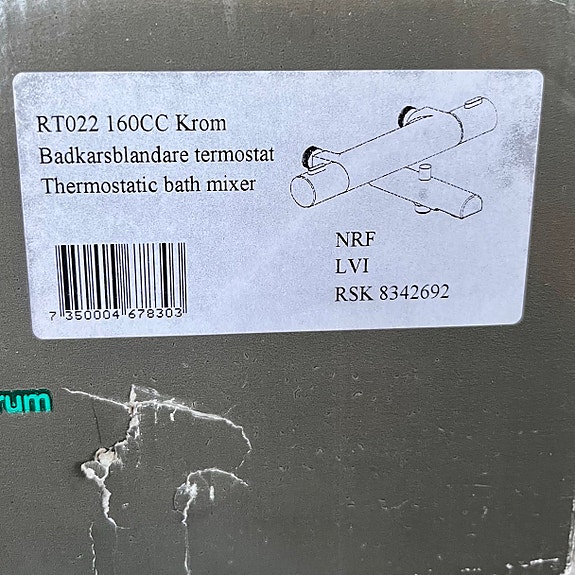 RT022 160CC Krom
Badkarsblandare termostat
Thermostatic bath mixer
NRF
LVI
RSK 8342692
7 350004 678303
rum